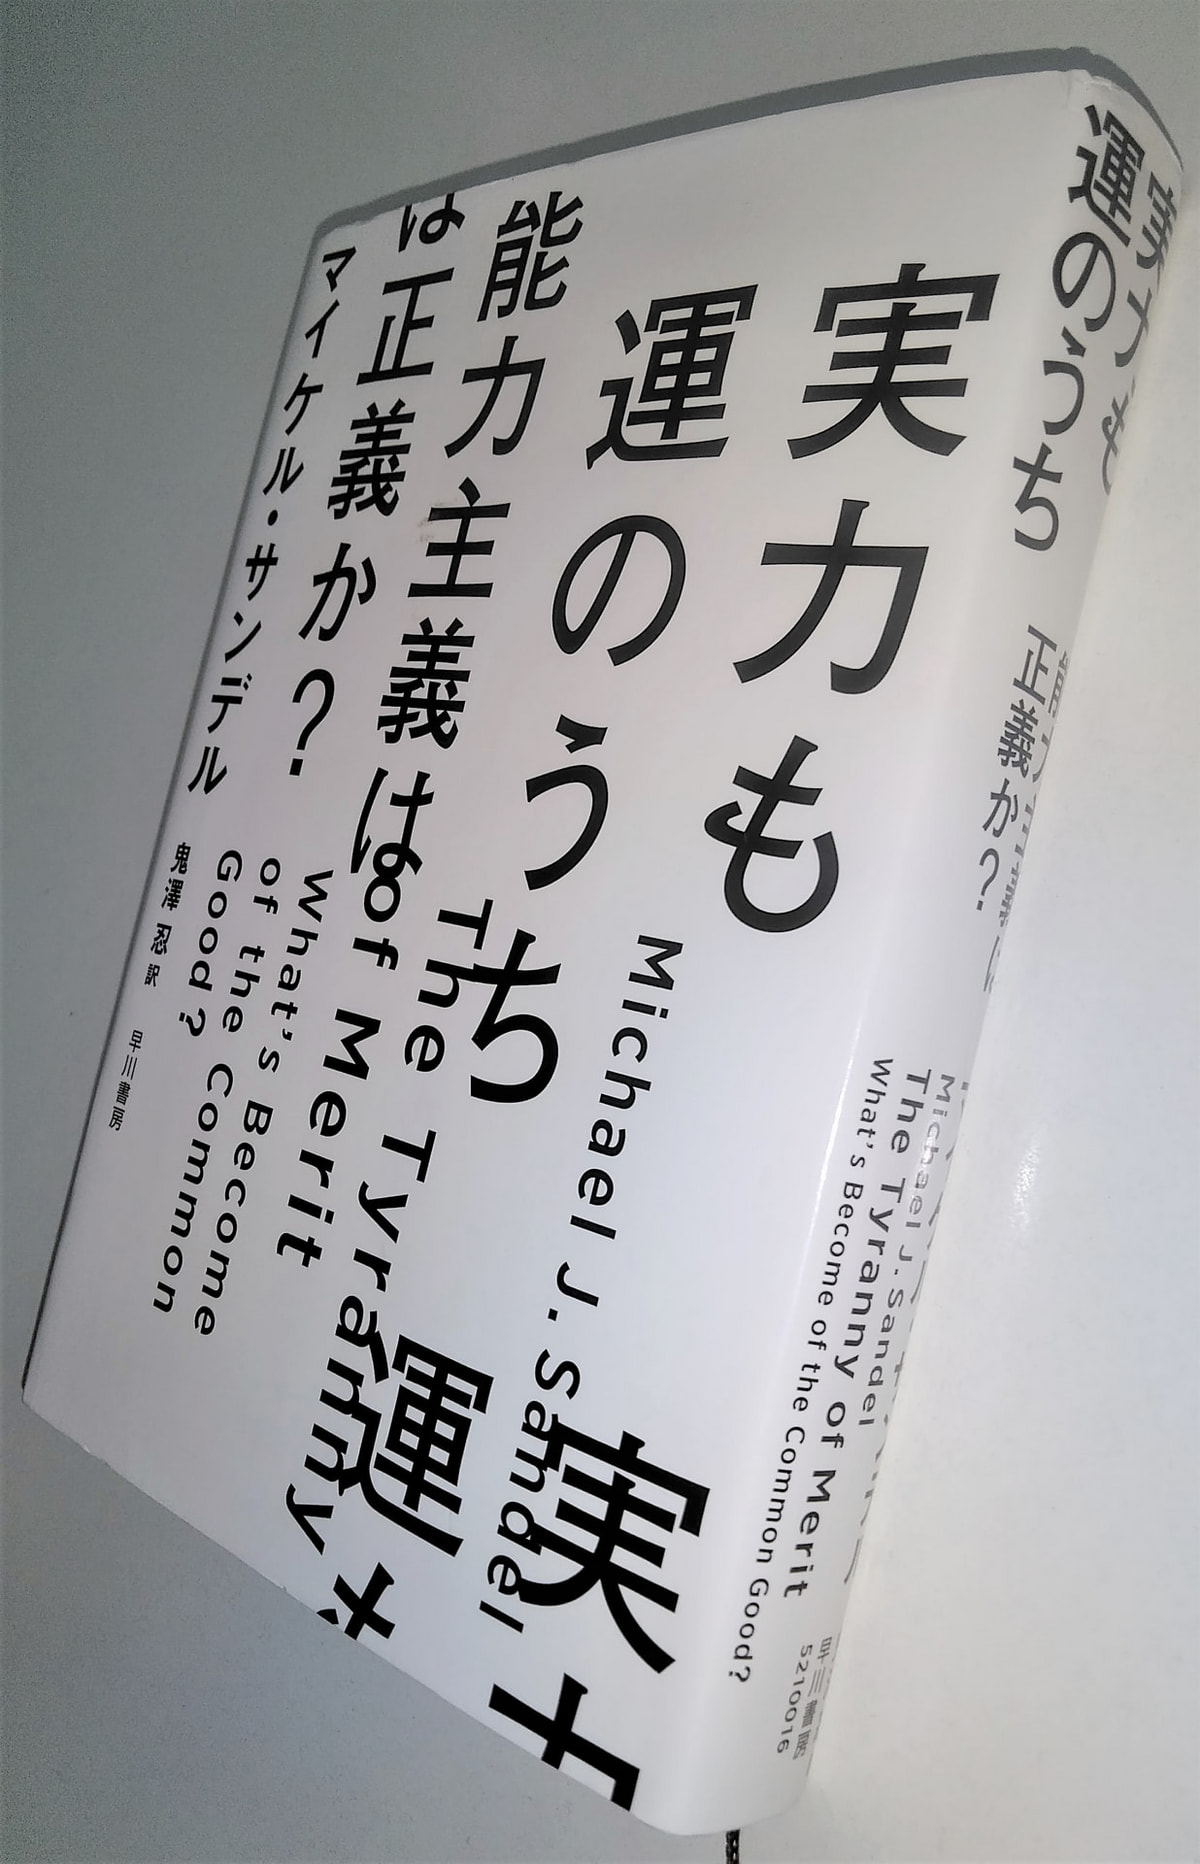 実力も
運のうち
能力主義は
正義か?
は
マイケル・サンデル
Michael J. Sandel
The Tyranny
of Merit
What's Become
of the Common
Good?
鬼澤 忍 訳
早川書房
実
運
実力も
運のうち
正義か?
Michael J. Sandel
The Tyranny of Merit
What's Become of the Common Good?
早川書房
5210016